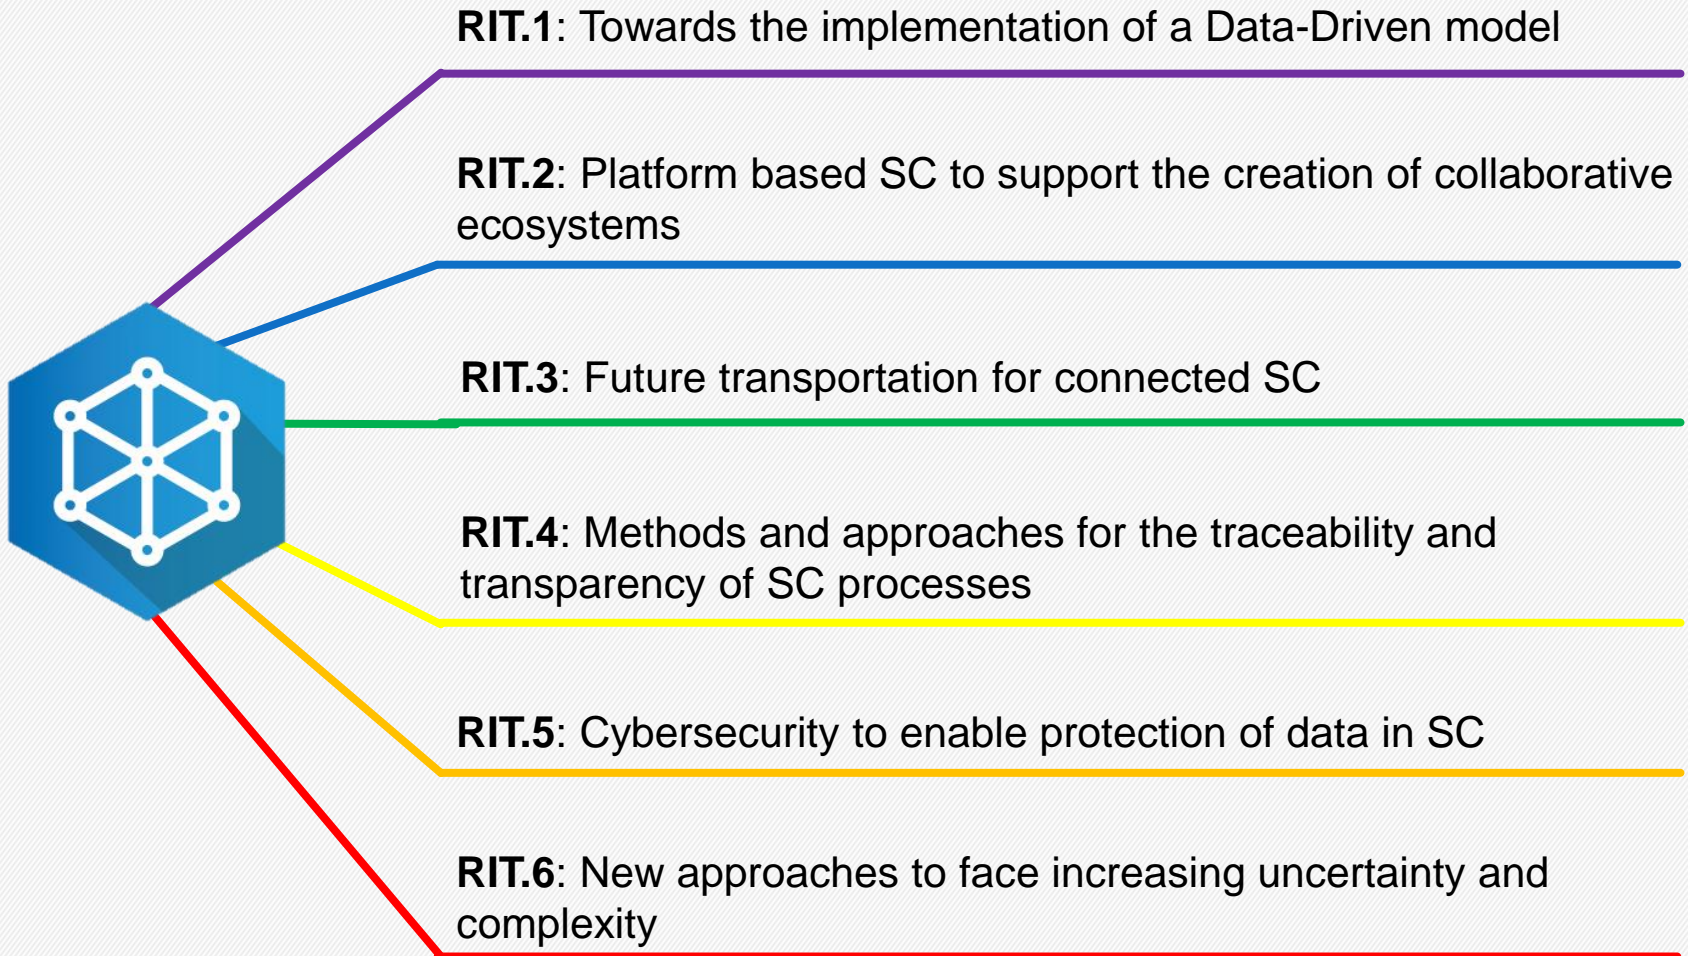 RIT.1: Towards the implementation of a Data-Driven model
RIT.2: Platform based SC to support the creation of collaborative
ecosystems
RIT.3: Future transportation for connected SC
RIT.4: Methods and approaches for the traceability and
transparency of SC processes
RIT.5: Cybersecurity to enable protection of data in SC
RIT.6: New approaches to face increasing uncertainty and
complexity